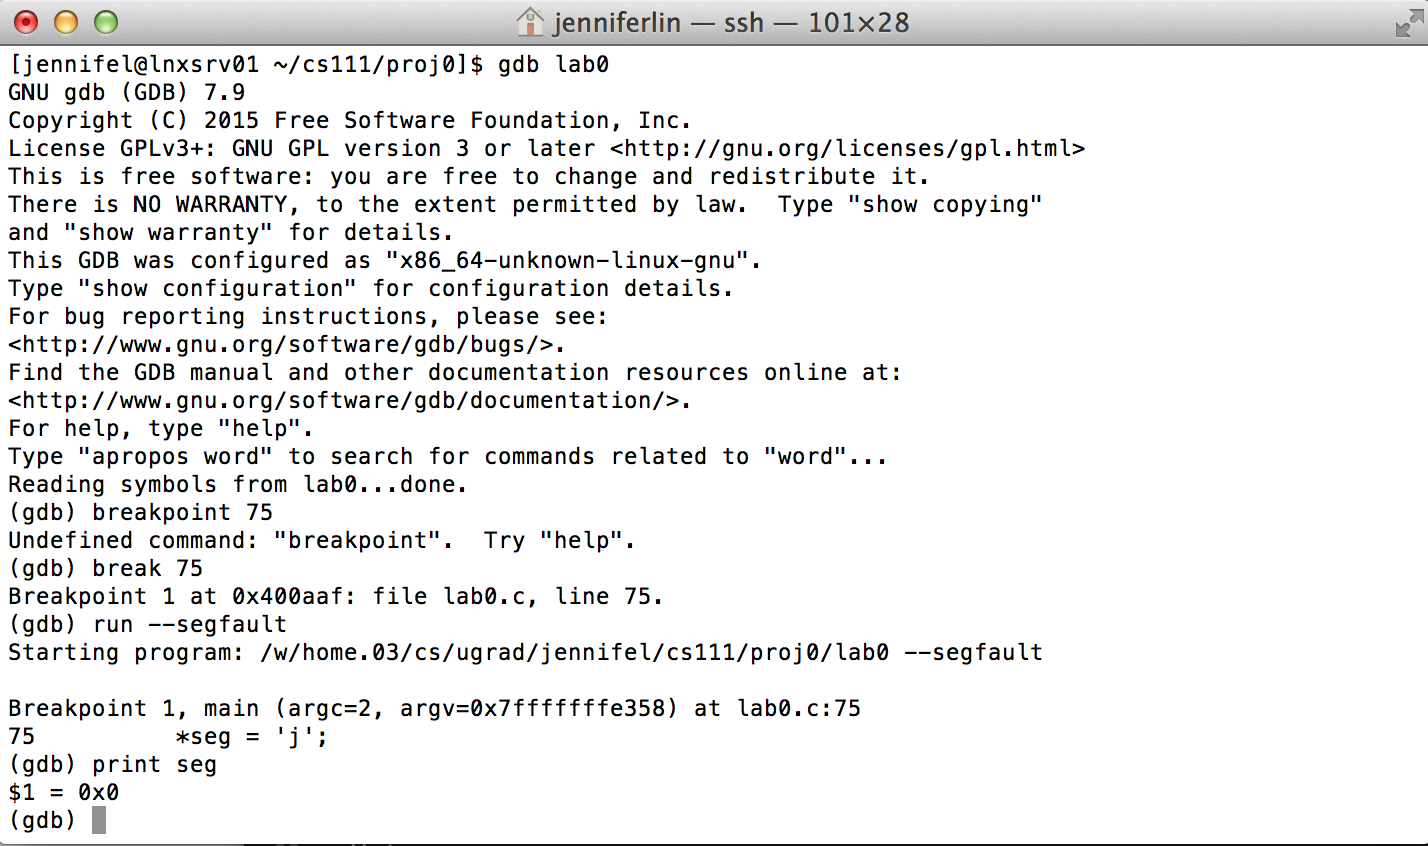 jenniferlin — ssh — 101×28
[jennifel@lnxsrv01 ~/cs111/proj0]$ gdb lab0
GNU gdb (GDB) 7.9
Copyright (C) 2015 Free Software Foundation, Inc.
License GPLv3+: GNU GPL version 3 or later <http://gnu.org/licenses/gpl.html>
This is free software: you are free to change and redistribute it.
There is NO WARRANTY, to the extent permitted by law.  Type "show copying"
and "show warranty" for details.
This GDB was configured as "x86_64-unknown-linux-gnu".
Type "show configuration" for configuration details.
For bug reporting instructions, please see:
<http://www.gnu.org/software/gdb/bugs/>.
Find the GDB manual and other documentation resources online at:
<http://www.gnu.org/software/gdb/documentation/>.
For help, type "help".
Type "apropos word" to search for commands related to "word"...
Reading symbols from lab0...done.
(gdb) breakpoint 75
Undefined command: "breakpoint".  Try "help".
(gdb) break 75
Breakpoint 1 at 0x400aaf: file lab0.c, line 75.
(gdb) run --segfault
Starting program: /w/home.03/cs/ugrad/jennifel/cs111/proj0/lab0 --segfault
Breakpoint 1, main (argc=2, argv=0x7fffffffe358) at lab0.c:75
75          *seg = 'j';
(gdb) print seg
$1 = 0x0
(gdb)